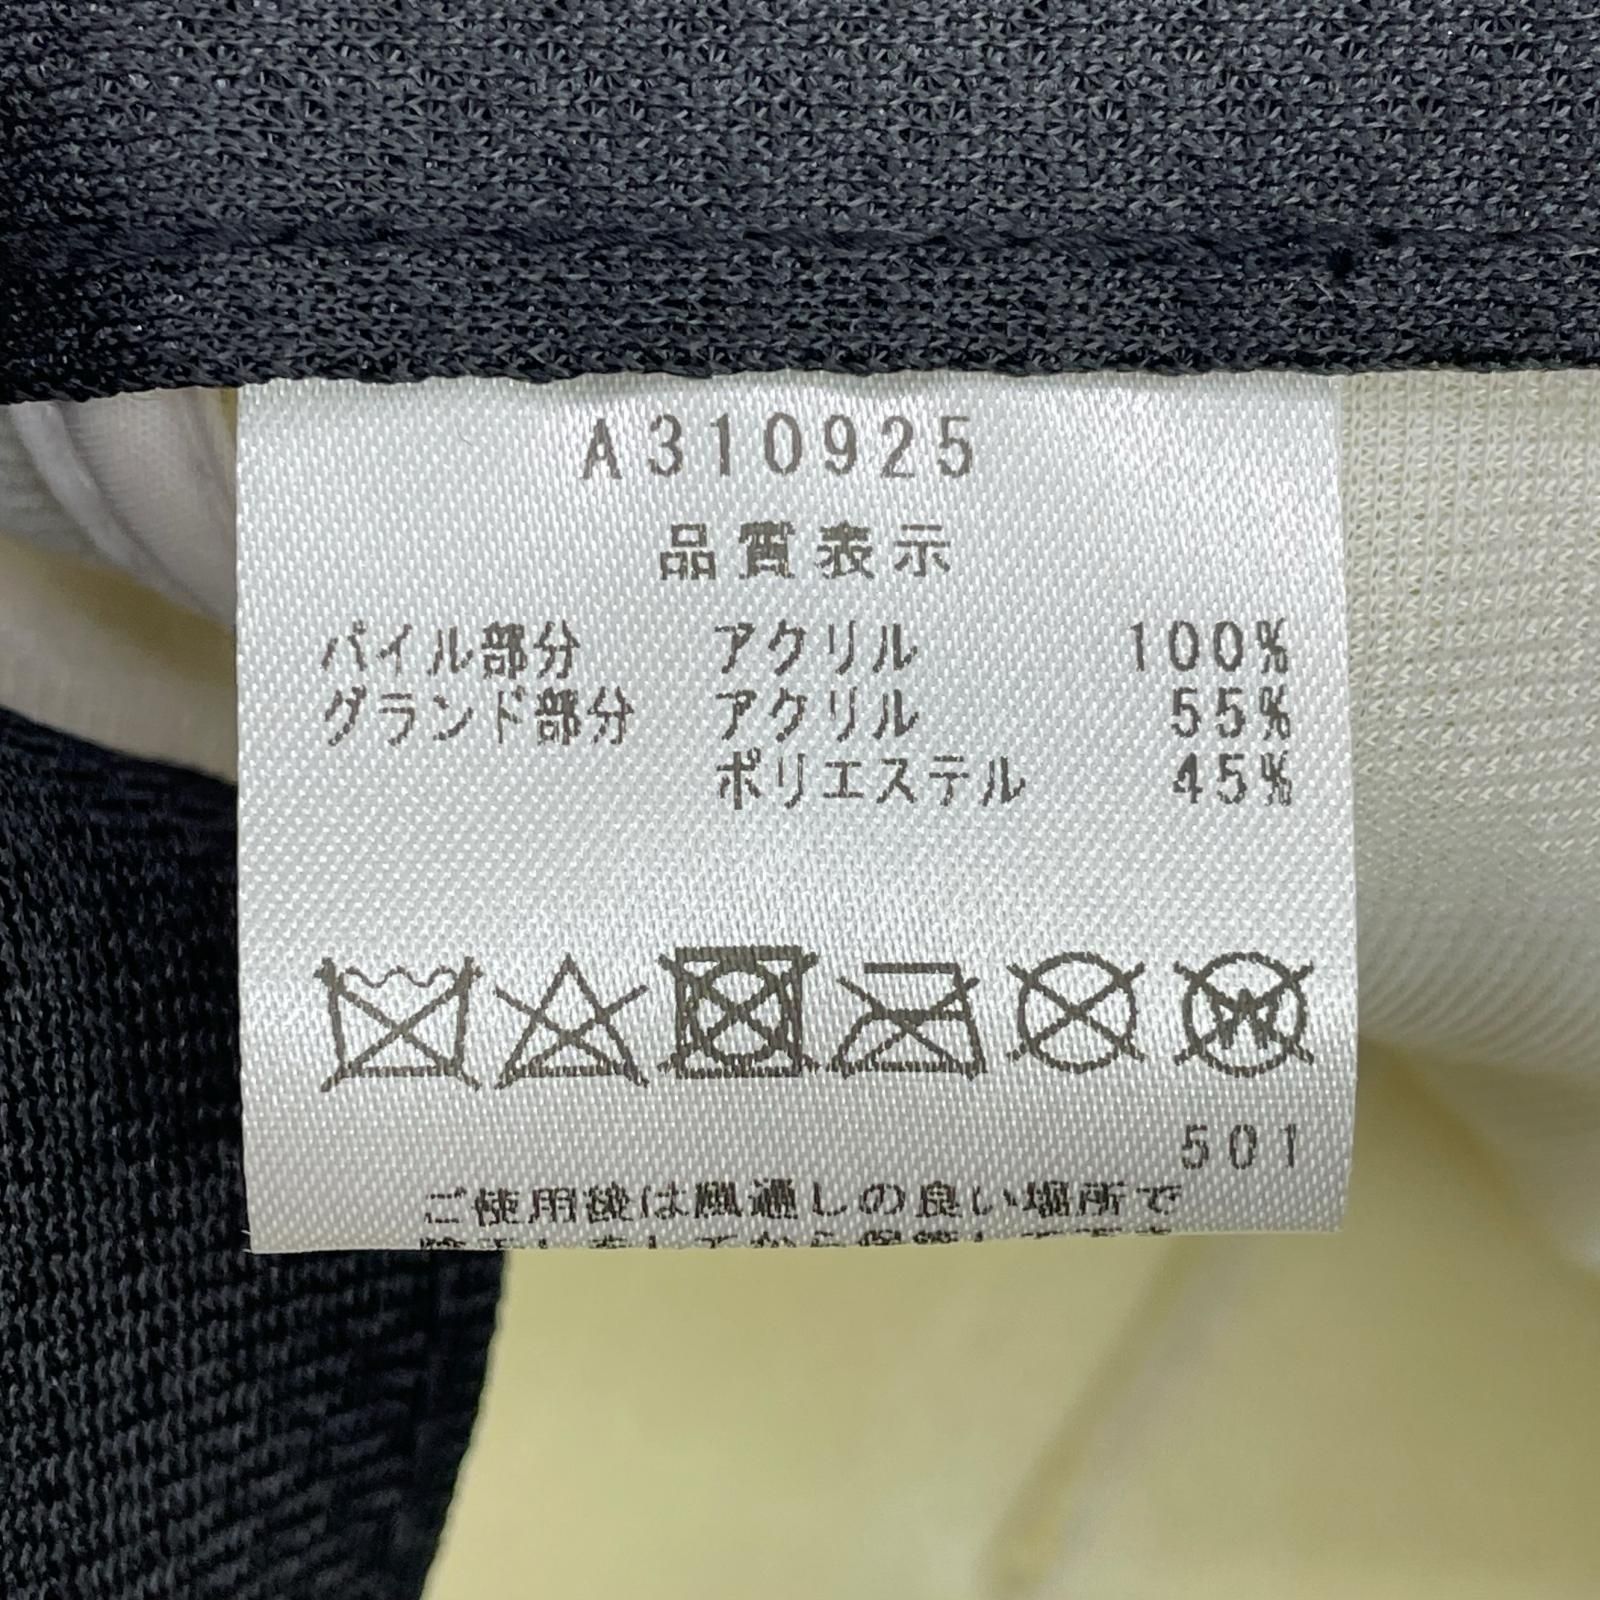 A310925
品質表示
パイル部分 アクリル 100%
グランド部分 アクリル 55%
ポリエステル 45%
W
501
ご使用後は風通しの良い場所で